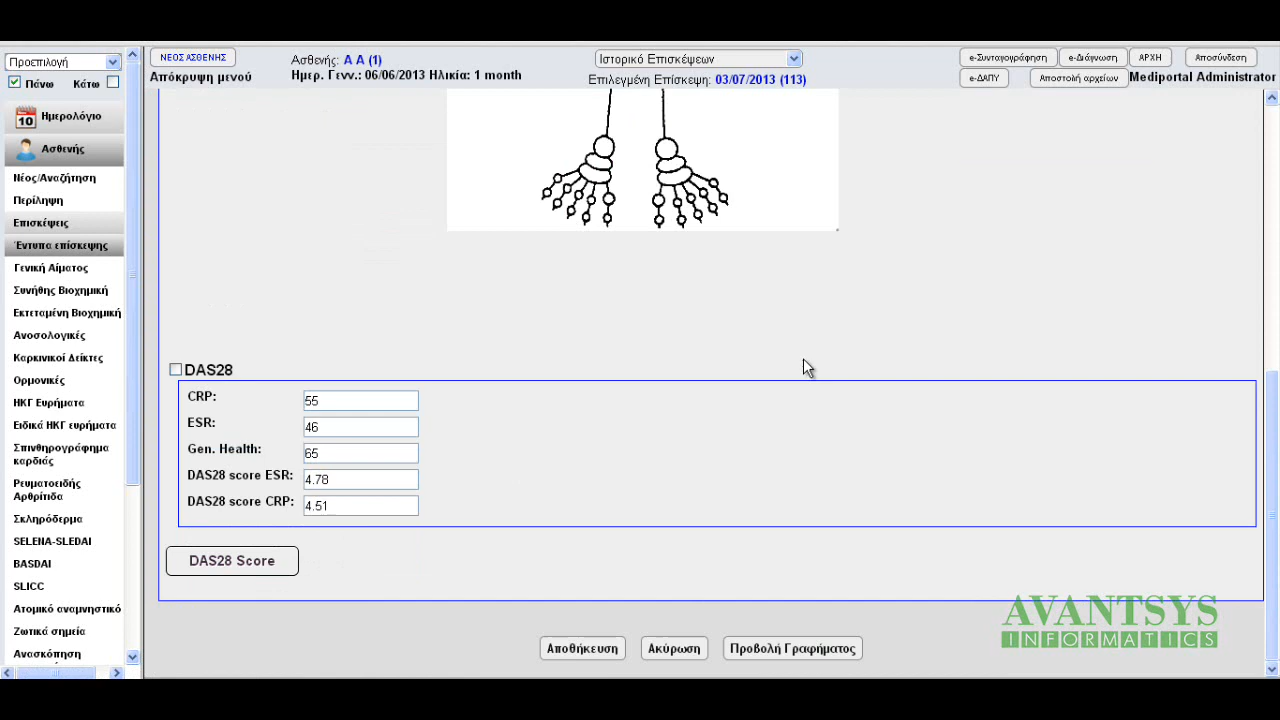 Προεπιλογή
Πάνω Κάτω
10 Ημερολόγιο
Ασθενής
Νέος/Αναζήτηση
Περίληψη
Επισκέψεις
Έντυπα επίσκεψης
Γενική Αίματος
Συνήθης Βιοχημική
Εκτεταμένη Βιοχημική
Ανοσολογικές
Καρκινικοί Δείκτες
Ορμονικές
ΗΚΓ Ευρήματα
Ειδικά ΗΚΓ ευρήματα
Σπινθηρογράφημα
καρδιάς
Ρευματοειδής
Αρθρίτιδα
Σκληρόδερμα
SELENA-SLEDAI
BASDAI
SLICC
Ατομικό αναμνηστικό
Ζωτικά σημεία
Ανασκόπηση
ΝΕΟΣ ΑΣΘΕΝΗΣ
Απόκρυψη μενού
Ασθενής: Α Α (1)
Ημερ. Γενν.: 06/06/2013 Ηλικία: 1 month
Ιστορικό Επισκέψεων
Επιλεγμένη Επίσκεψη: 03/07/2013 (113)
e-Συνταγογράφηση e-Διάγνωση ΑΡΧΗ Αποσύνδεση
e-ΔΑΠΥ Αποστολή αρχείων Mediportal Administrator
DAS28
CRP: 55
ESR: 46
Gen. Health: 65
DAS28 score ESR: 4.78
DAS28 score CRP: 4.51
DAS28 Score
AVANTSYS
INFORMATICS
Αποθήκευση Ακύρωση Προβολή Γραφήματος